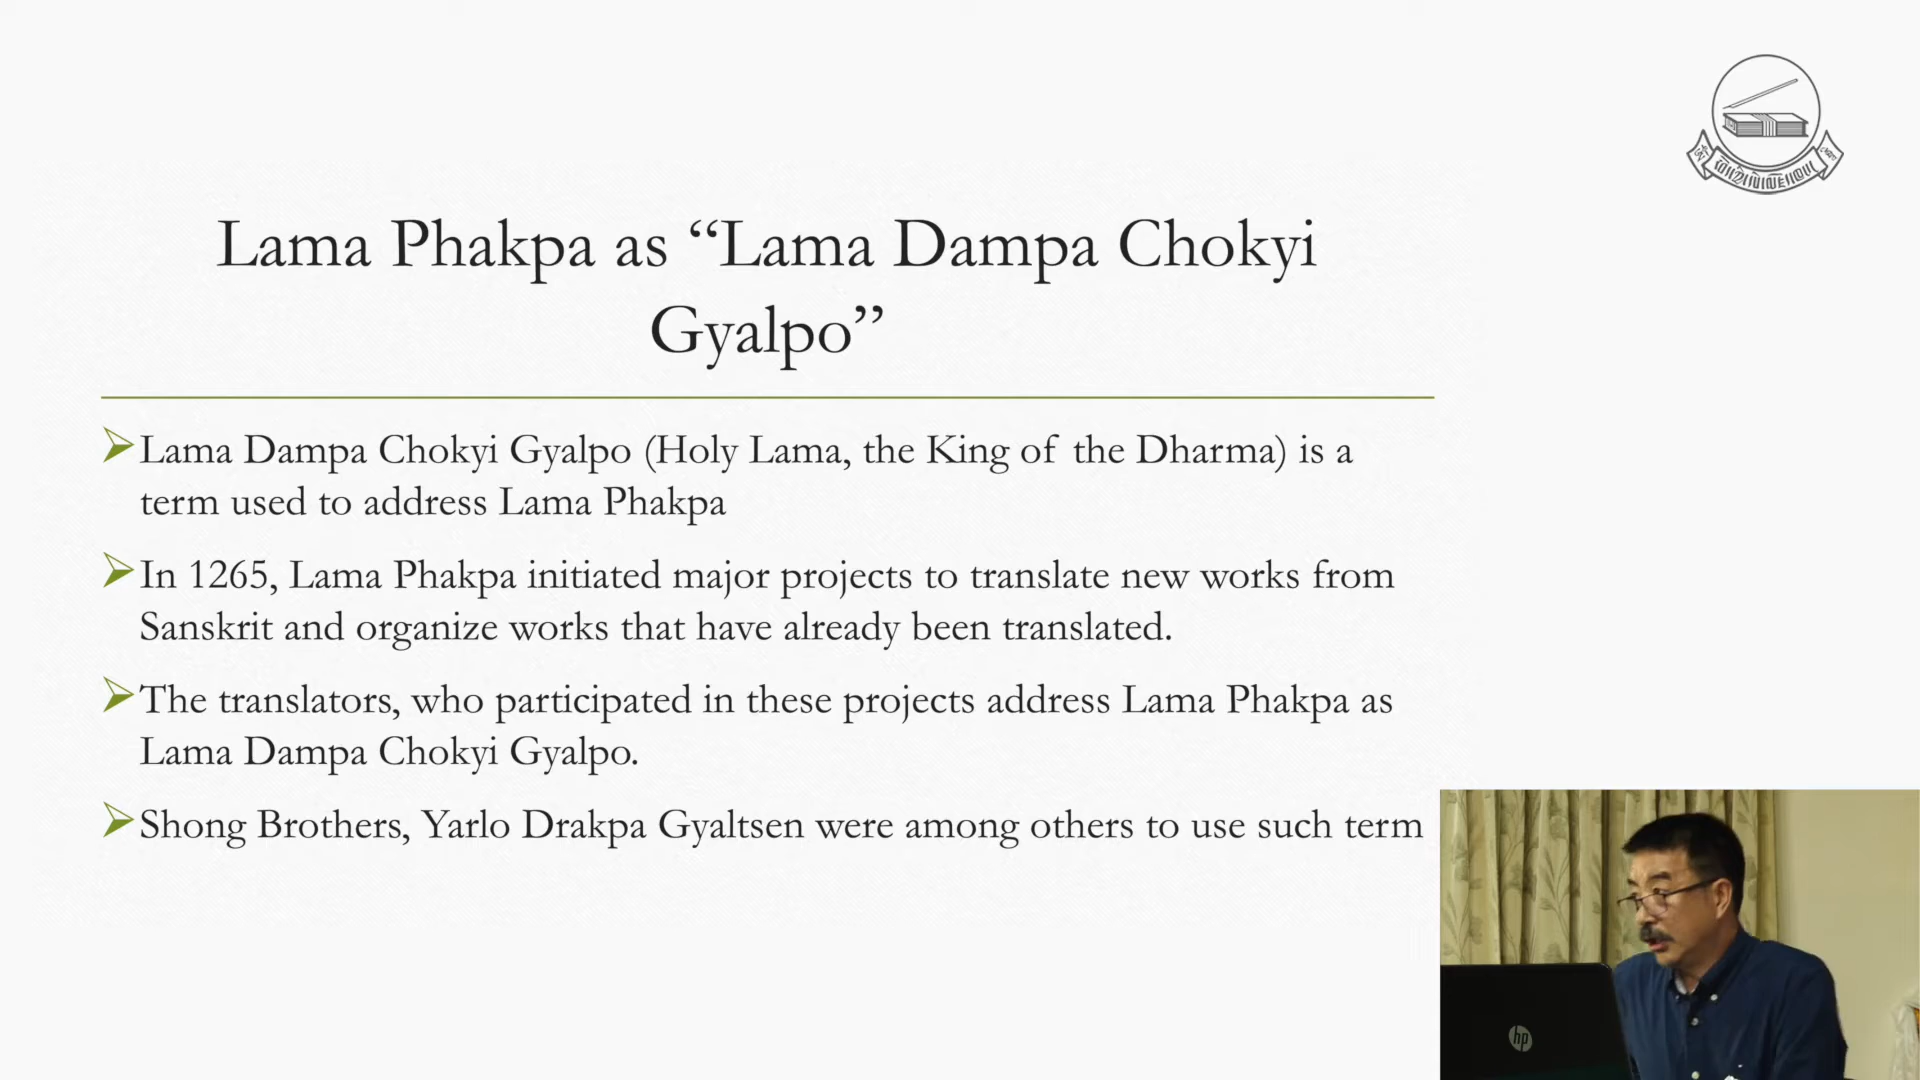 Lama Phakpa as “Lama Dampa Chokyi
Gyalpo”
Lama Dampa Chokyi Gyalpo (Holy Lama, the King of the Dharma) is a
term used to address Lama Phakpa
In 1265, Lama Phakpa initiated major projects to translate new works from
Sanskrit and organize works that have already been translated.
The translators, who participated in these projects address Lama Phakpa as
Lama Dampa Chokyi Gyalpo.
Shong Brothers, Yarlo Drakpa Gyaltsen were among others to use such term
hp